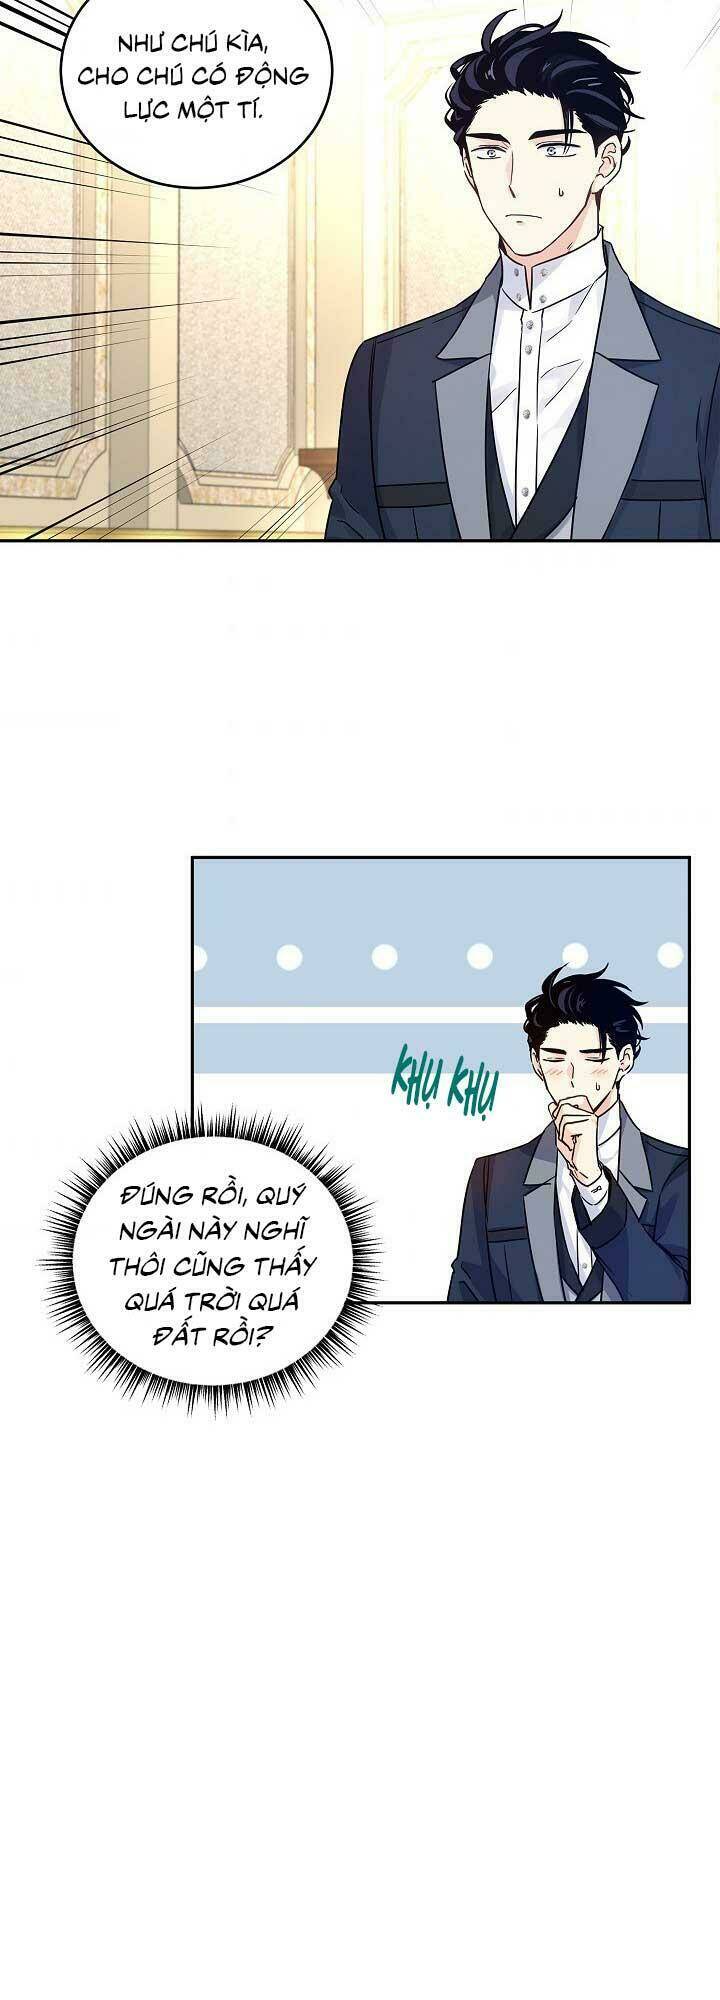 NHƯ CHÚ KÌA,
CHO CHÚ CÓ ĐỘNG
LỰC MỘT TÍ.
KHỤ KHỤ
ĐÚNG RỒI, QUÝ
NGÀI NÀY NGHĨ
THÔI CŨNG THẤY
QUÁ TRỜI QUÁ
ĐẤT RỒI?